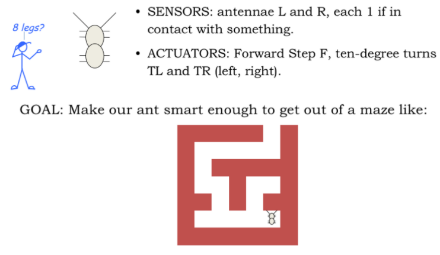 8 legs?
• SENSORS: antennae L and R, each 1 if in
contact with something.
• ACTUATORS: Forward Step F, ten-degree turns
TL and TR (left, right).
GOAL: Make our ant smart enough to get out of a maze like: